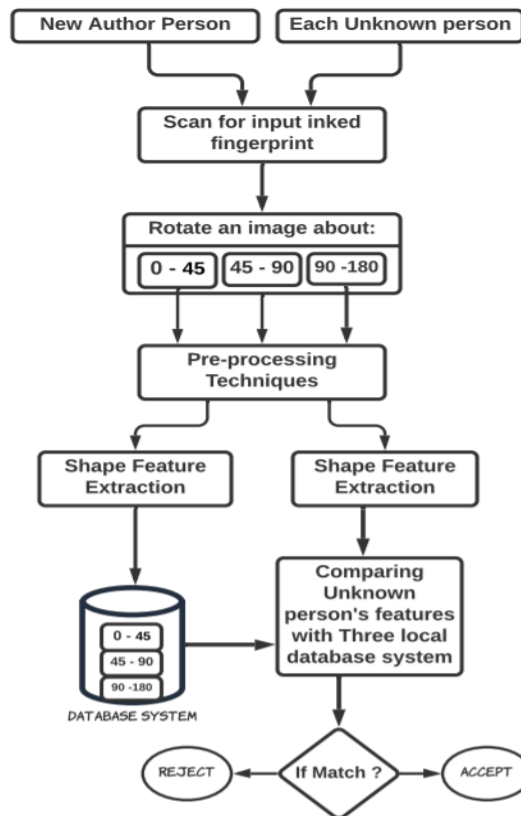 New Author Person
Each Unknown person
Scan for input inked
fingerprint
Rotate an image about:
0 - 45
45 - 90
90 -180
Pre-processing
Techniques
Shape Feature
Extraction
Shape Feature
Extraction
Comparing
Unknown
person's features
with Three local
database system
0 - 45
45 - 90
90 -180
DATABASE SYSTEM
REJECT
If Match ?
ACCEPT